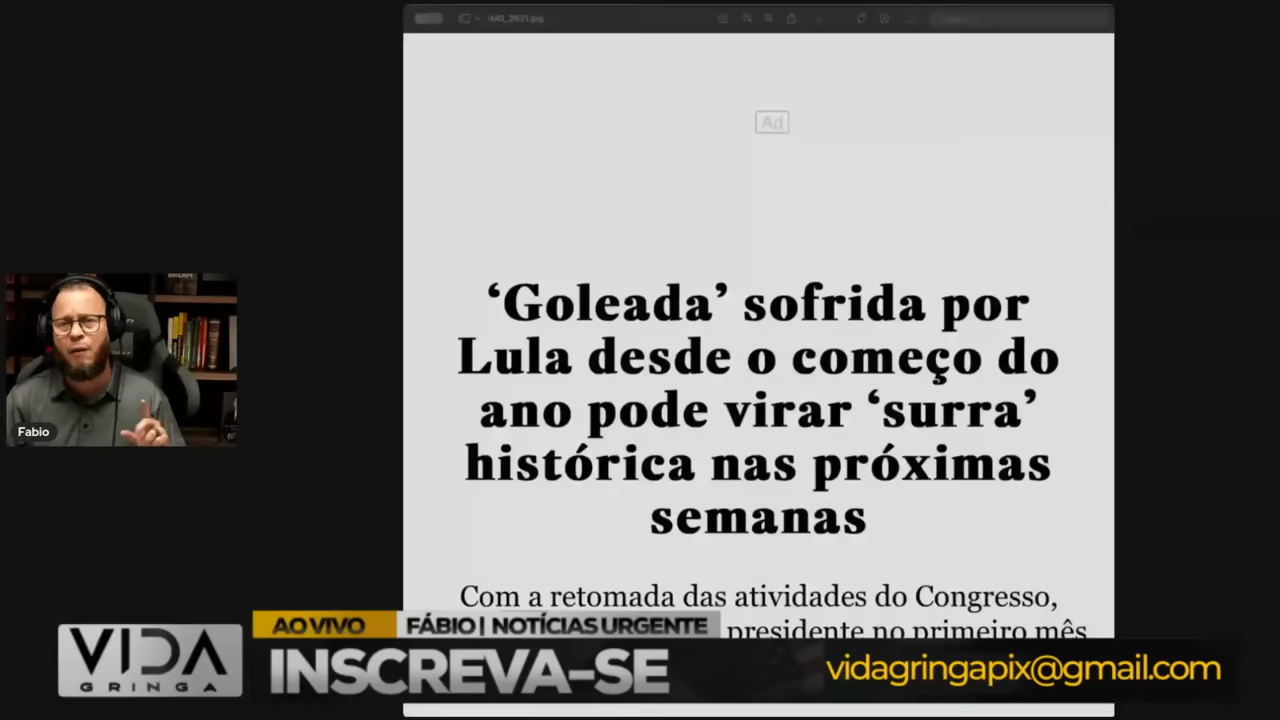 IMG_2571.jpg
Ad
‘Goleada’ sofrida por
Lula desde o começo do
ano pode virar ‘surra’
histórica nas próximas
semanas
Com a retomada das atividades do Congresso,
presidente no primeiro mês
Fabio
AO VIVO
FÁBIO | NOTÍCIAS URGENTE
VIDA
GRINGA
INSCREVA-SE
vidagringapix@gmail.com